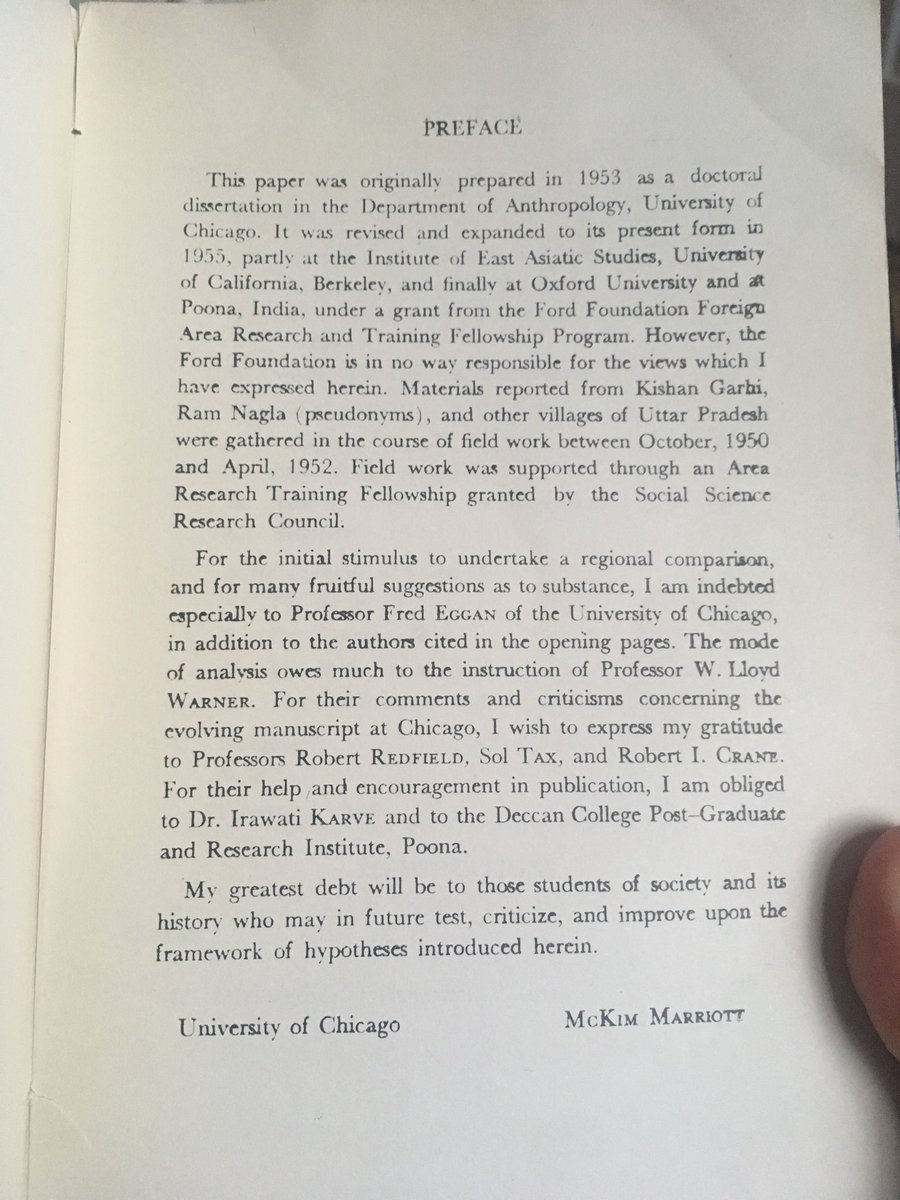 PREFACE
This paper was originally prepared in 1953 as a doctoral
dissertation in the Department of Anthropology, University of
Chicago. It was revised and expanded to its present form in
1955, partly at the Institute of East Asiatic Studies, University
of California, Berkeley, and finally at Oxford University and at
Poona, India, under a grant from the Ford Foundation Foreign
Area Research and Training Fellowship Program. However, the
Ford Foundation is in no way responsible for the views which I
have expressed herein. Materials reported from Kishan Garhi,
Ram Nagla (pseudonyms), and other villages of Uttar Pradesh
were gathered in the course of field work between October, 1950
and April, 1952. Field work was supported through an Area
Research Training Fellowship granted by the Social Science
Research Council.
For the initial stimulus to undertake a regional comparison,
and for many fruitful suggestions as to substance, I am indebted
especially to Professor Fred EGGAN of the University of Chicago,
in addition to the authors cited in the opening pages. The mode
of analysis owes much to the instruction of Professor W. Lloyd
WARNER. For their comments and criticisms concerning the
evolving manuscript at Chicago, I wish to express my gratitude
to Professors Robert REDFIELD, Sol TAX, and Robert I. CRANE.
For their help and encouragement in publication, I am obliged
to Dr. Irawati KARVE and to the Deccan College Post-Graduate
and Research Institute, Poona.
My greatest debt will be to those students of society and its
history who may in future test, criticize, and improve upon the
framework of hypotheses introduced herein.
University of Chicago McKIM MARRIOTT